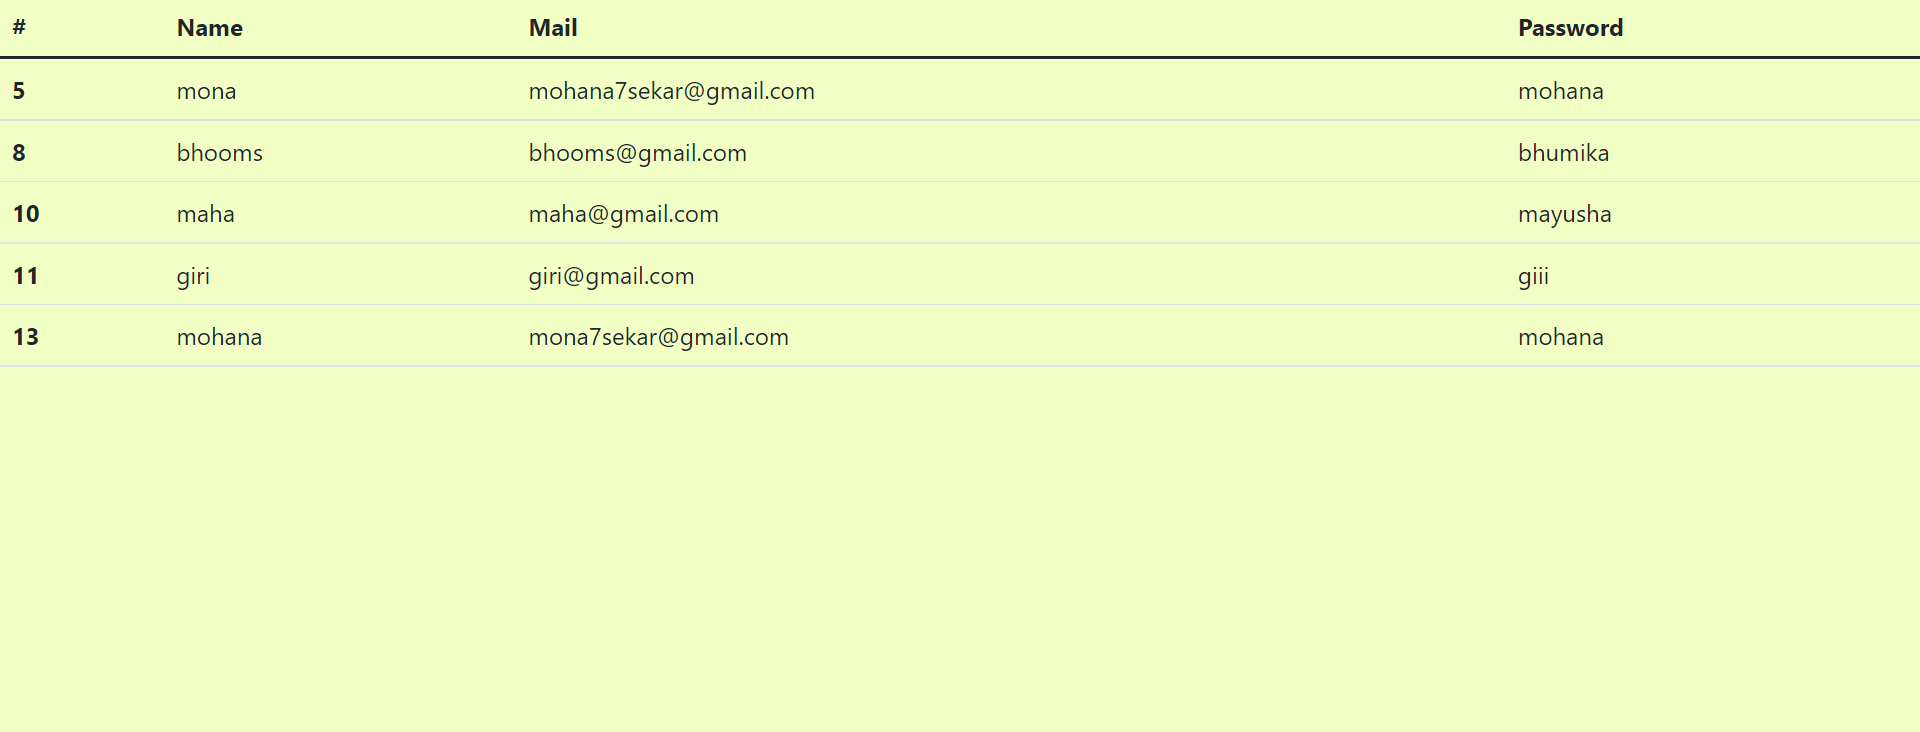 # Name Mail Password
5 mona mohana7sekar@gmail.com mohana
8 bhooms bhooms@gmail.com bhumika
10 maha maha@gmail.com mayusha
11 giri giri@gmail.com giii
13 mohana mona7sekar@gmail.com mohana